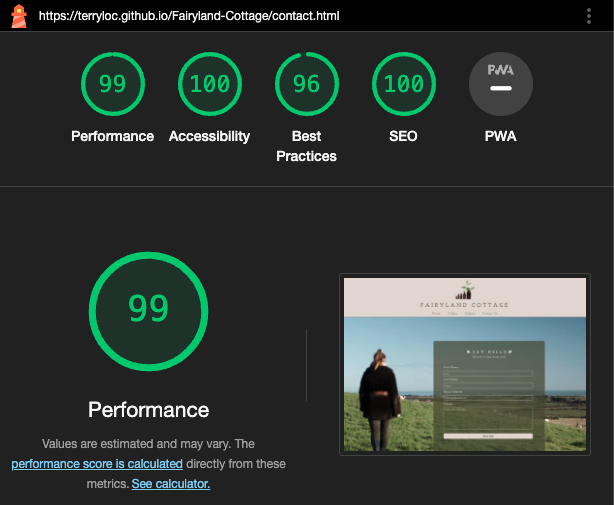 https://terryloc.github.io/Fairyland-Cottage/contact.html
99
100
96
100
PWA
Performance
Accessibility
Best
Practices
SEO
PWA
99
Performance
Values are estimated and may vary. The
performance score is calculated directly from these
metrics. See calculator.
FAIRYLAND COTTAGE
SAY HELLO